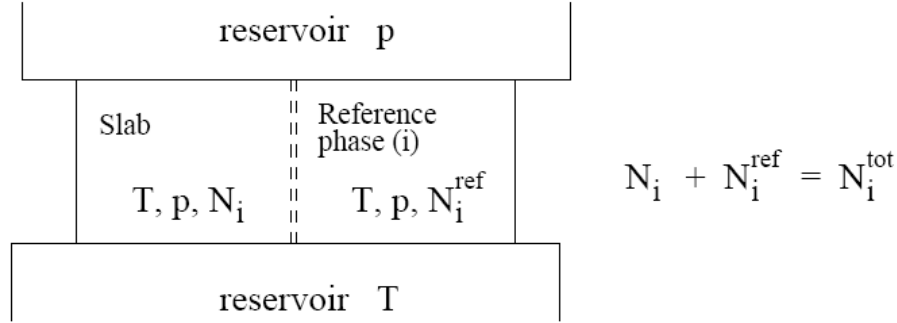 reservoir p
Slab
Reference
phase (i)
T, p, N_i
T, p, N_i^ref
N_i + N_i^ref = N_i^tot
reservoir T